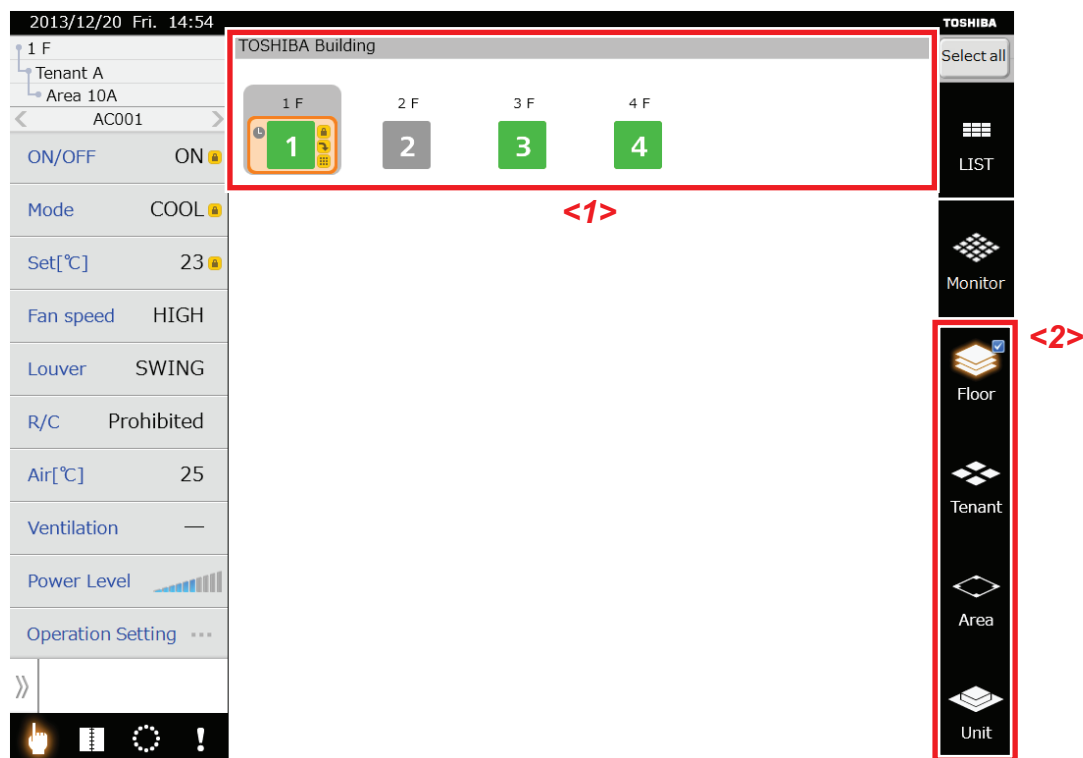 2013/12/20 Fri. 14:54
TOSHIBA
1 F
Tenant A
Area 10A
AC001
TOSHIBA Building
Select all
1 F 2 F 3 F 4 F
1 2 3 4
<1>
LIST
Monitor
<2>
Floor
Tenant
Area
Unit
ON/OFF ON
Mode COOL
Set[℃] 23
Fan speed HIGH
Louver SWING
R/C Prohibited
Air[℃] 25
Ventilation —
Power Level
Operation Setting ...